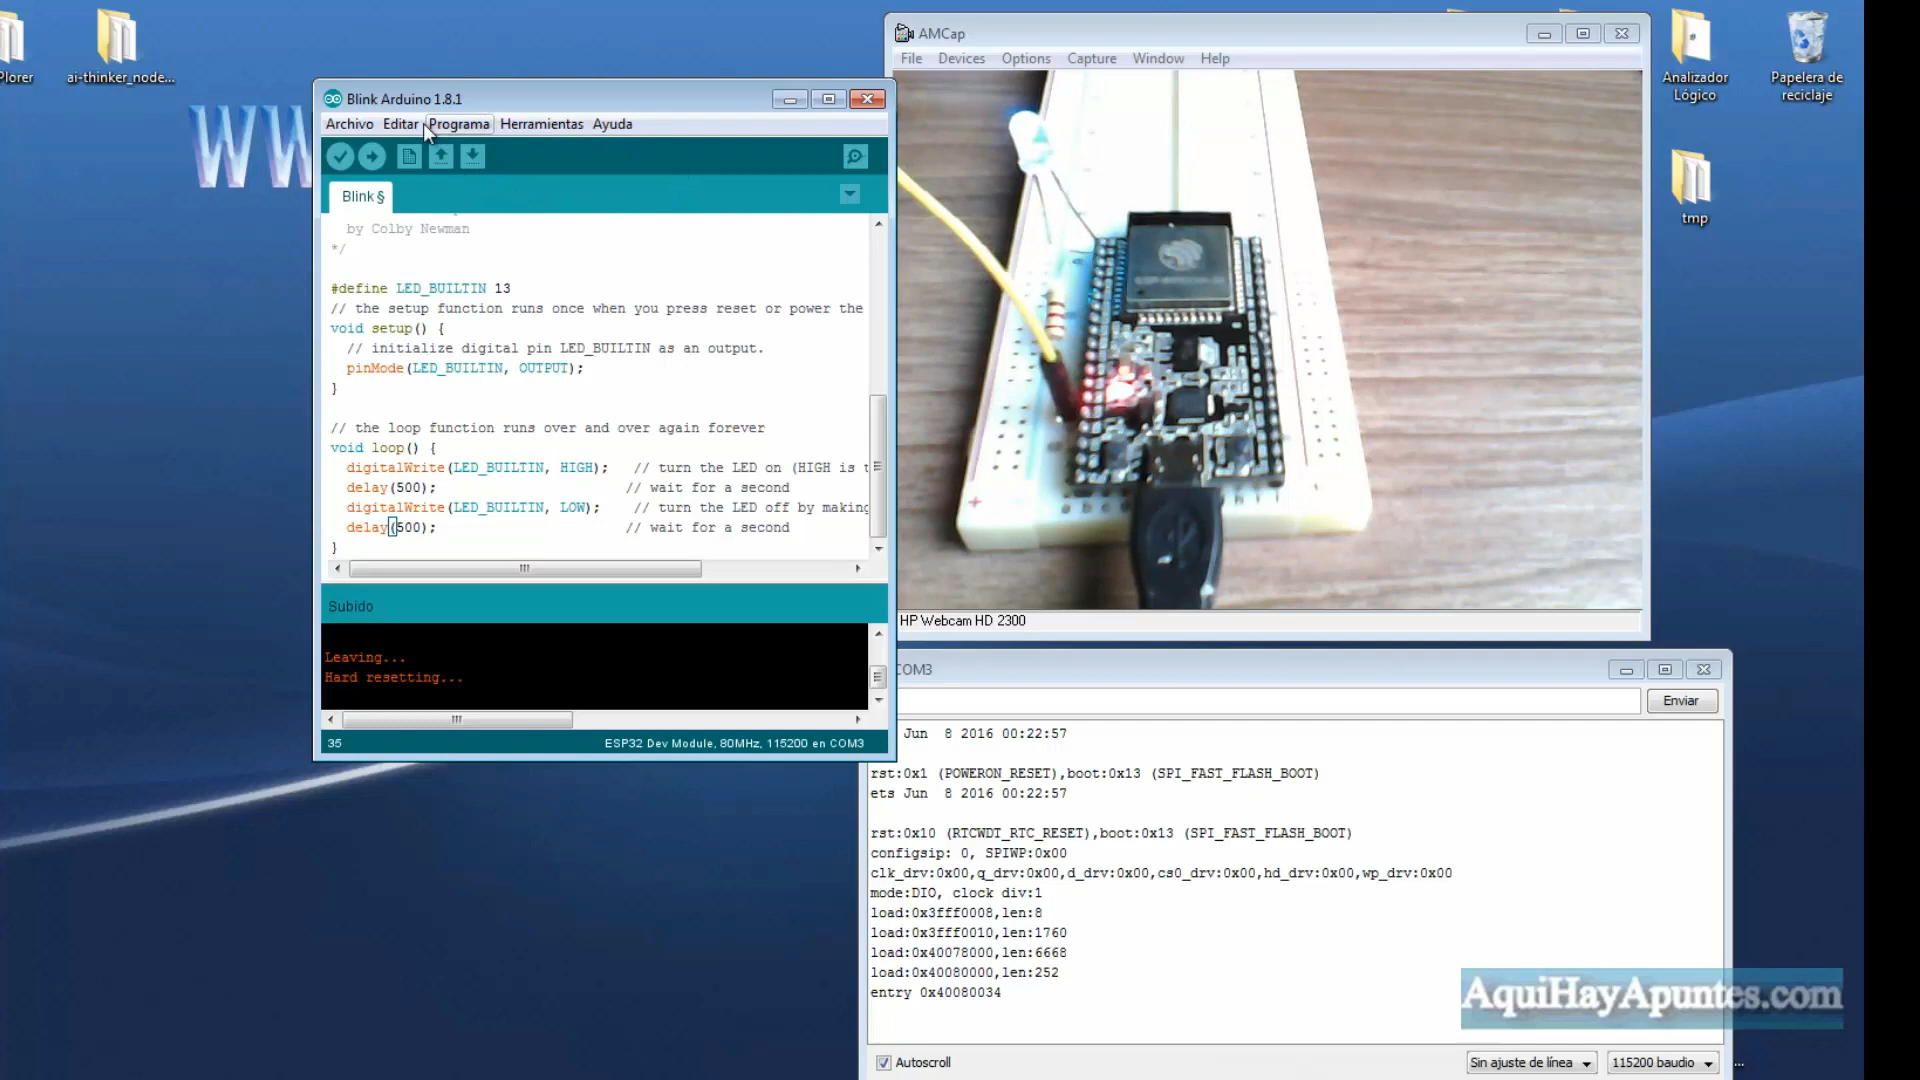 Plorer
ai-thinker_node...
WW
Blink Arduino 1.8.1
Archivo Editar Programa Herramientas Ayuda
Blink §
by Colby Newman
*/
#define LED_BUILTIN 13
// the setup function runs once when you press reset or power the
void setup() {
// initialize digital pin LED_BUILTIN as an output.
pinMode(LED_BUILTIN, OUTPUT);
}
// the loop function runs over and over again forever
void loop() {
digitalWrite(LED_BUILTIN, HIGH); // turn the LED on (HIGH is t
delay(500); // wait for a second
digitalWrite(LED_BUILTIN, LOW); // turn the LED off by making
delay(500); // wait for a second
}
Subido
Leaving...
Hard resetting...
35
ESP32 Dev Module, 80MHz, 115200 en COM3
AMCap
File Devices Options Capture Window Help
HP Webcam HD 2300
Analizador
Lógico
Papelera de
reciclaje
tmp
COM3
Enviar
Jun 8 2016 00:22:57
rst:0x1 (POWERON_RESET),boot:0x13 (SPI_FAST_FLASH_BOOT)
ets Jun 8 2016 00:22:57
rst:0x10 (RTCWDT_RTC_RESET),boot:0x13 (SPI_FAST_FLASH_BOOT)
configsip: 0, SPIWP:0x00
clk_drv:0x00,q_drv:0x00,d_drv:0x00,cs0_drv:0x00,hd_drv:0x00,wp_drv:0x00
mode:DIO, clock div:1
load:0x3fff0008,len:8
load:0x3fff0010,len:1760
load:0x40078000,len:6668
load:0x40080000,len:252
entry 0x40080034
AquiHayApuntes.com
Autoscroll
Sin ajuste de línea
115200 baudio
...